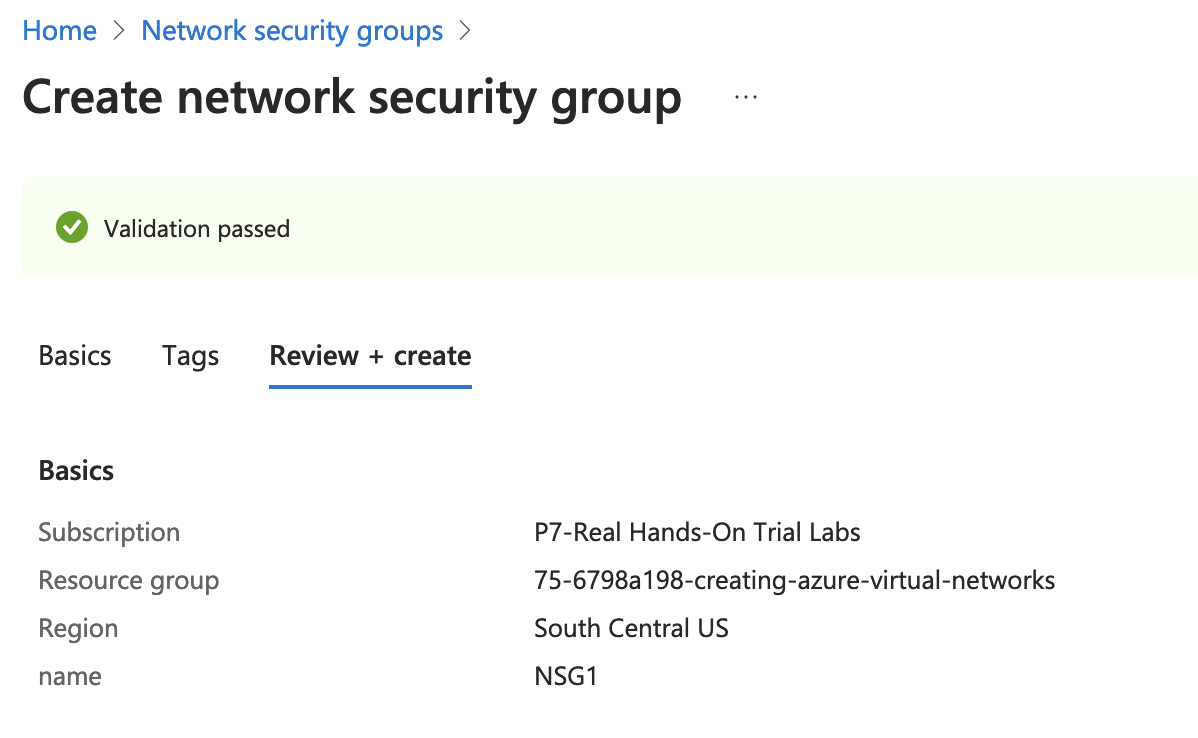 Home > Network security groups >
Create network security group ...
Validation passed
Basics Tags Review + create
Basics
Subscription P7-Real Hands-On Trial Labs
Resource group 75-6798a198-creating-azure-virtual-networks
Region South Central US
name NSG1